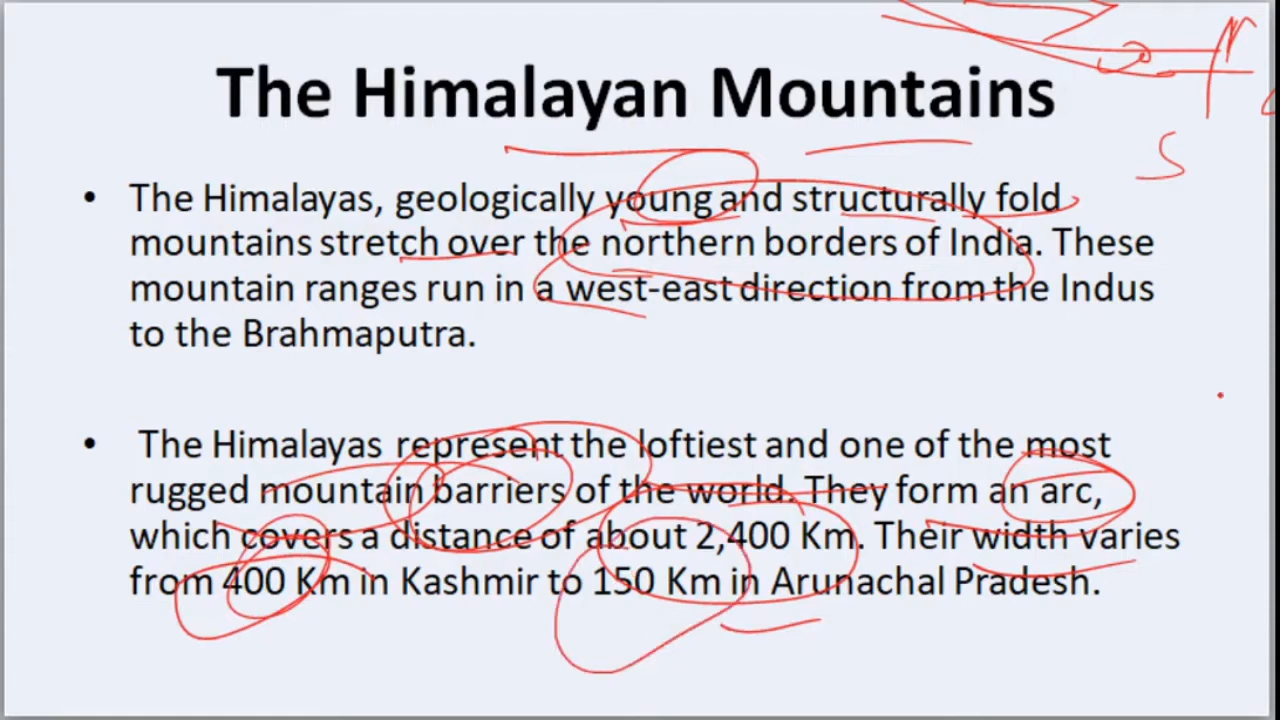 The Himalayan Mountains
• The Himalayas, geologically young and structurally fold
mountains stretch over the northern borders of India. These
mountain ranges run in a west-east direction from the Indus
to the Brahmaputra.
• The Himalayas represent the loftiest and one of the most
rugged mountain barriers of the world. They form an arc,
which covers a distance of about 2,400 Km. Their width varies
from 400 Km in Kashmir to 150 Km in Arunachal Pradesh.